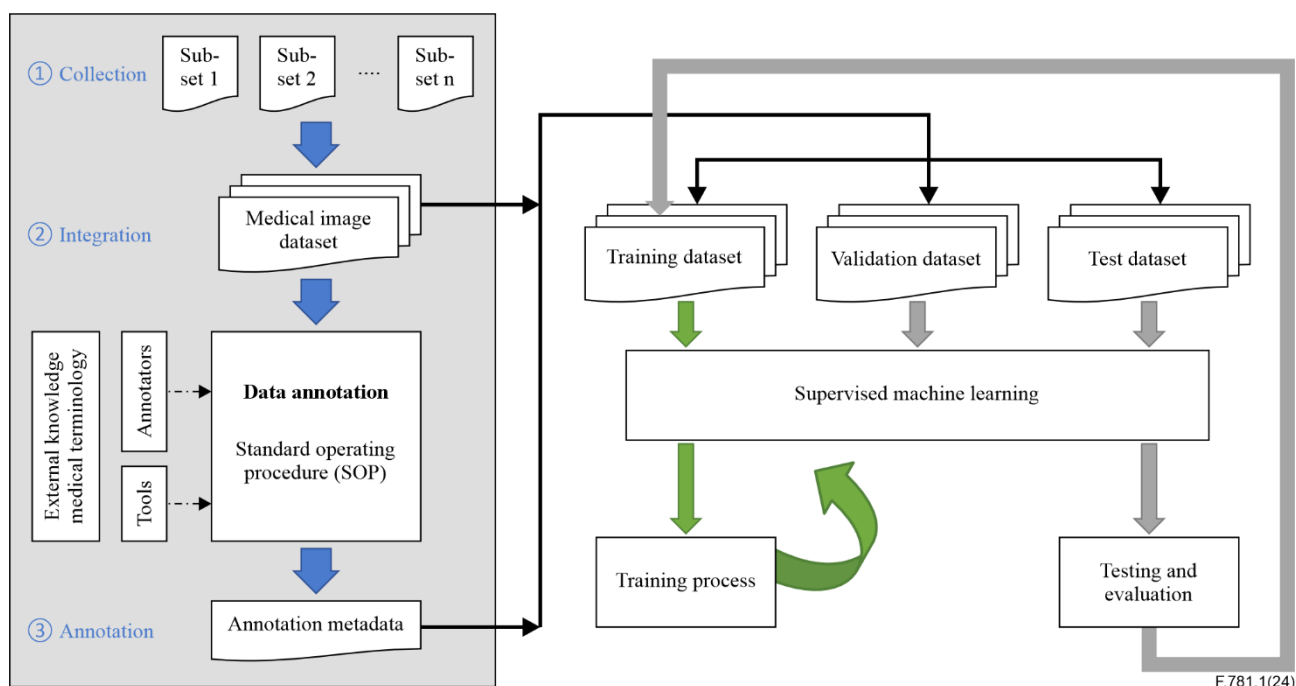 ① Collection
Sub-
set 1
Sub-
set 2
....
Sub-
set n
② Integration
Medical image
dataset
External knowledge
medical terminology
Annotators
Tools
Data annotation
Standard operating
procedure (SOP)
③ Annotation
Annotation metadata
Training dataset
Validation dataset
Test dataset
Supervised machine learning
Training process
Testing and
evaluation
F.781.1(24)